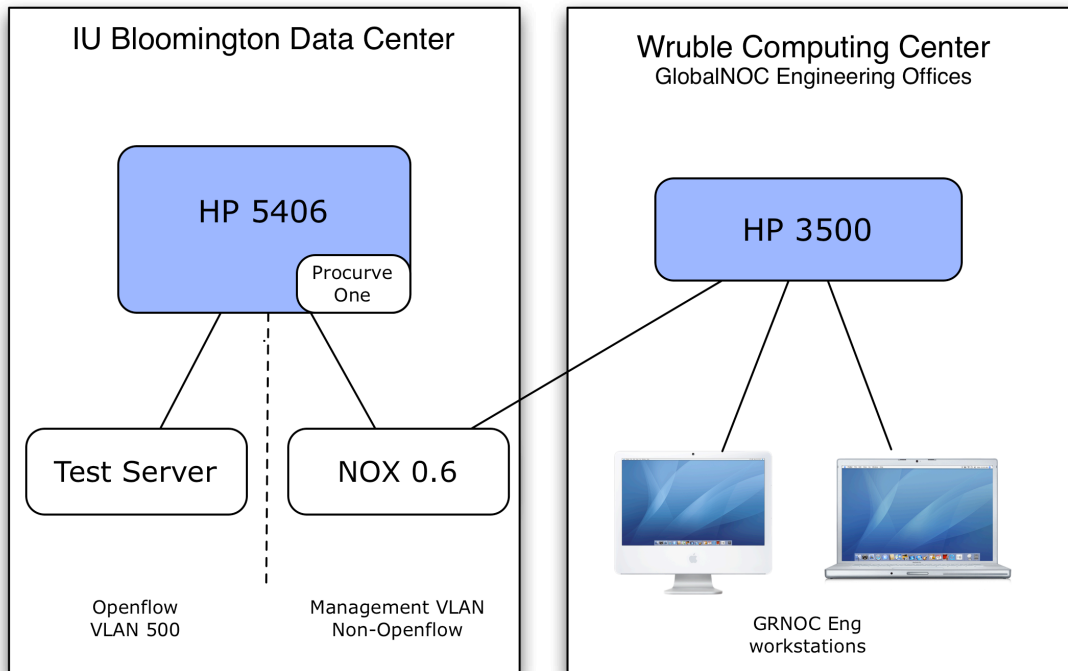 IU Bloomington Data Center
HP 5406
Procurve
One
Test Server
NOX 0.6
Openflow
VLAN 500
Management VLAN
Non-Openflow
Wruble Computing Center
GlobalNOC Engineering Offices
HP 3500
GRNOC Eng
workstations